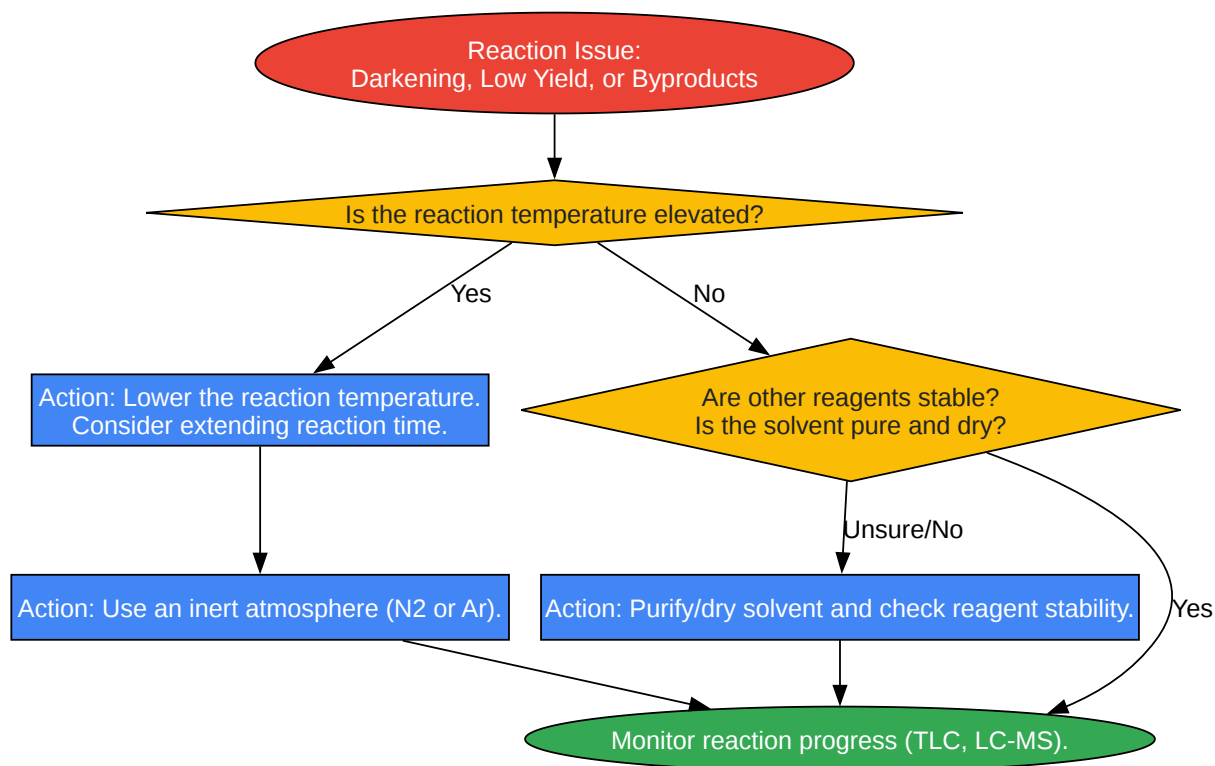 Reaction Issue:
Darkening, Low Yield, or Byproducts
Is the reaction temperature elevated?
Yes
No
Action: Lower the reaction temperature.
Consider extending reaction time.
Are other reagents stable?
Is the solvent pure and dry?
Unsure/No
Action: Use an inert atmosphere (N2 or Ar).
Action: Purify/dry solvent and check reagent stability.
Yes
Monitor reaction progress (TLC, LC-MS).